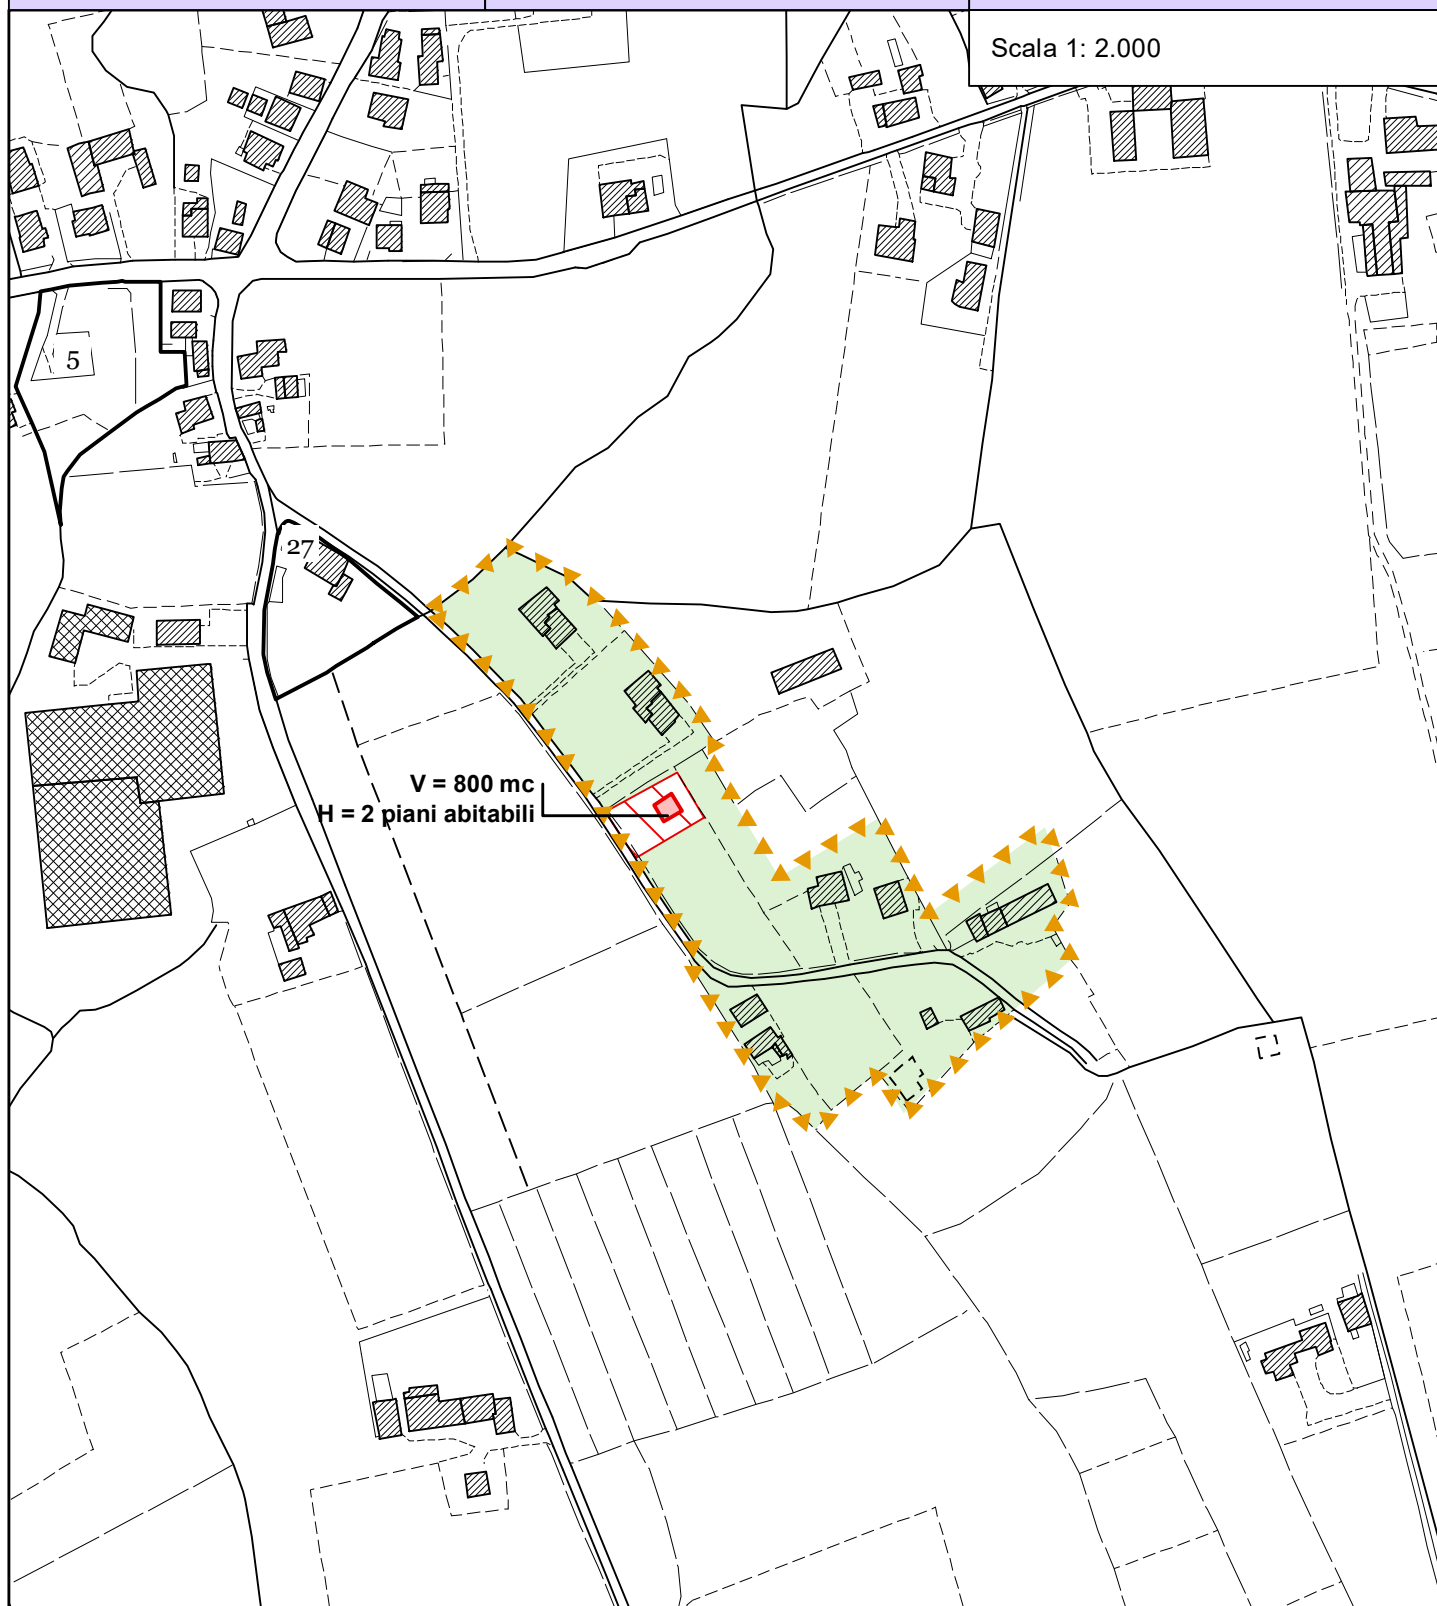 Scala 1: 2.000
5
27
V = 800 mc
H = 2 piani abitabili